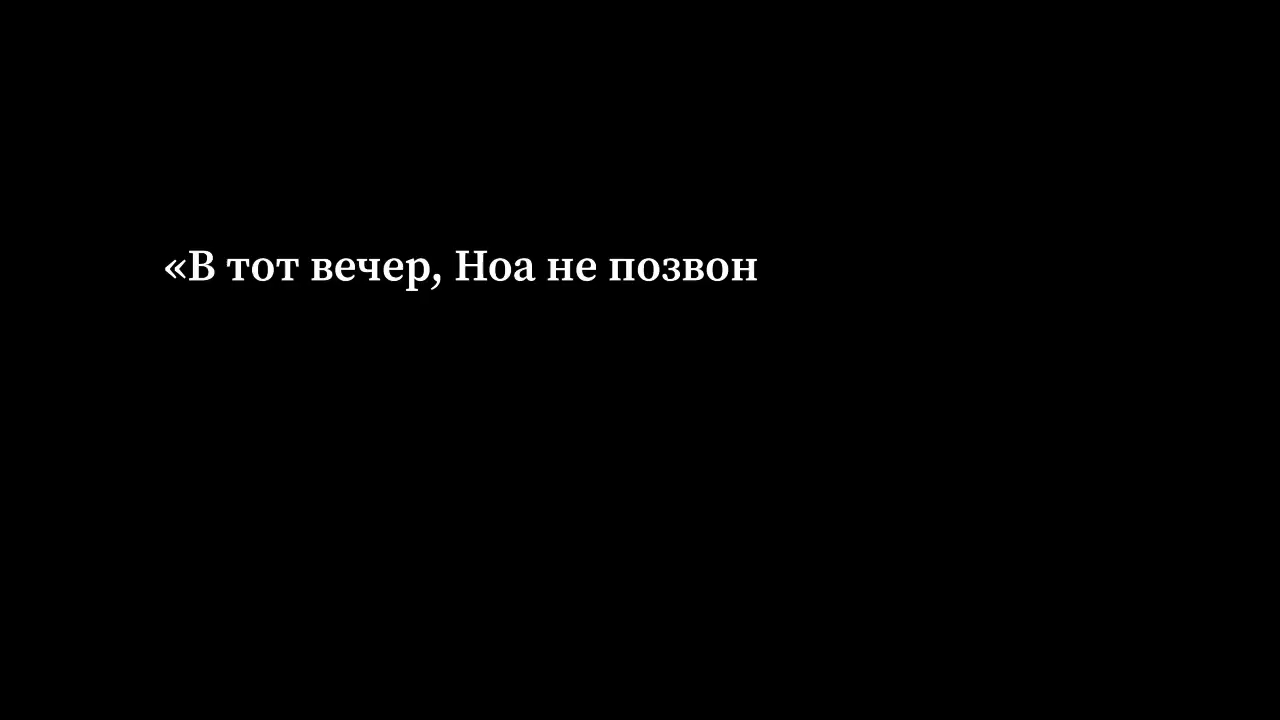 «В тот вечер, Ноа не позвон